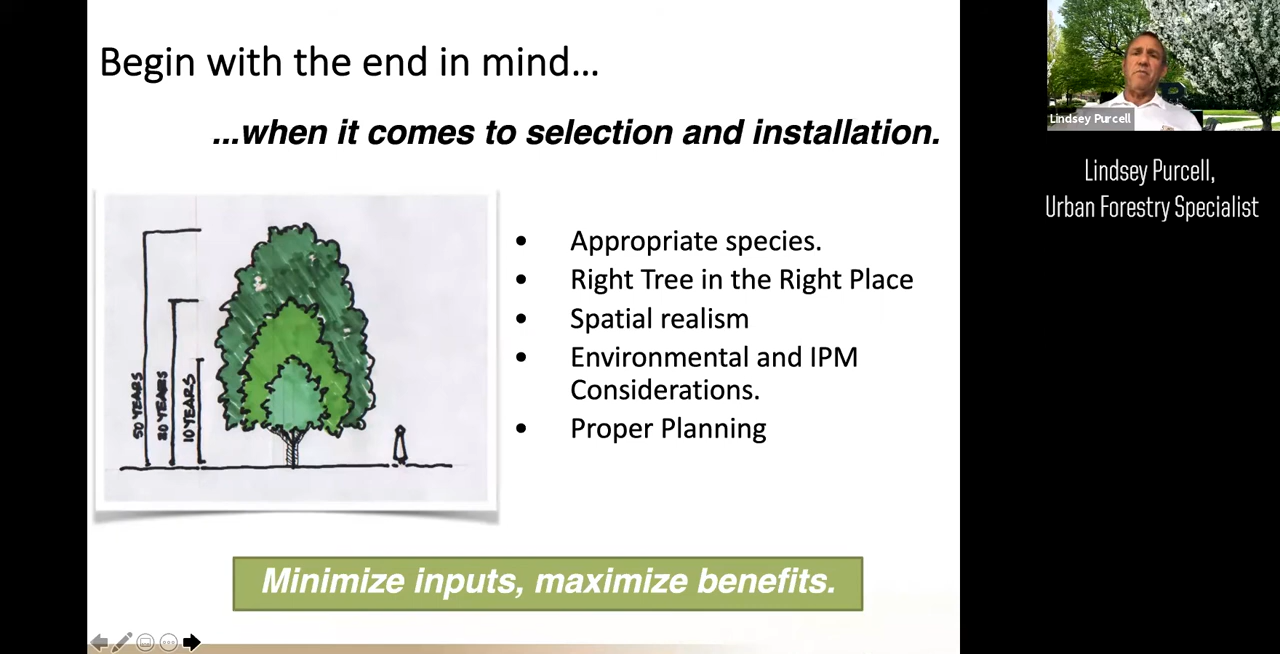 Begin with the end in mind...
...when it comes to selection and installation.
50 YEARS
20 YEARS
10 YEARS
• Appropriate species.
• Right Tree in the Right Place
• Spatial realism
• Environmental and IPM
Considerations.
• Proper Planning
Minimize inputs, maximize benefits.
Lindsey Purcell
Lindsey Purcell,
Urban Forestry Specialist